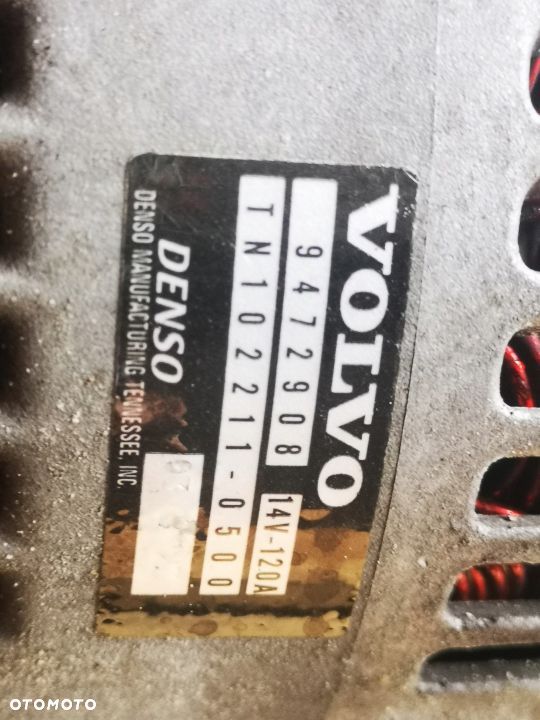 VOLVO
9472908 14V-120A
TN102211-0500
DENSO
DENSO MANUFACTURING TENNESSEE, INC.
OTOMOTO